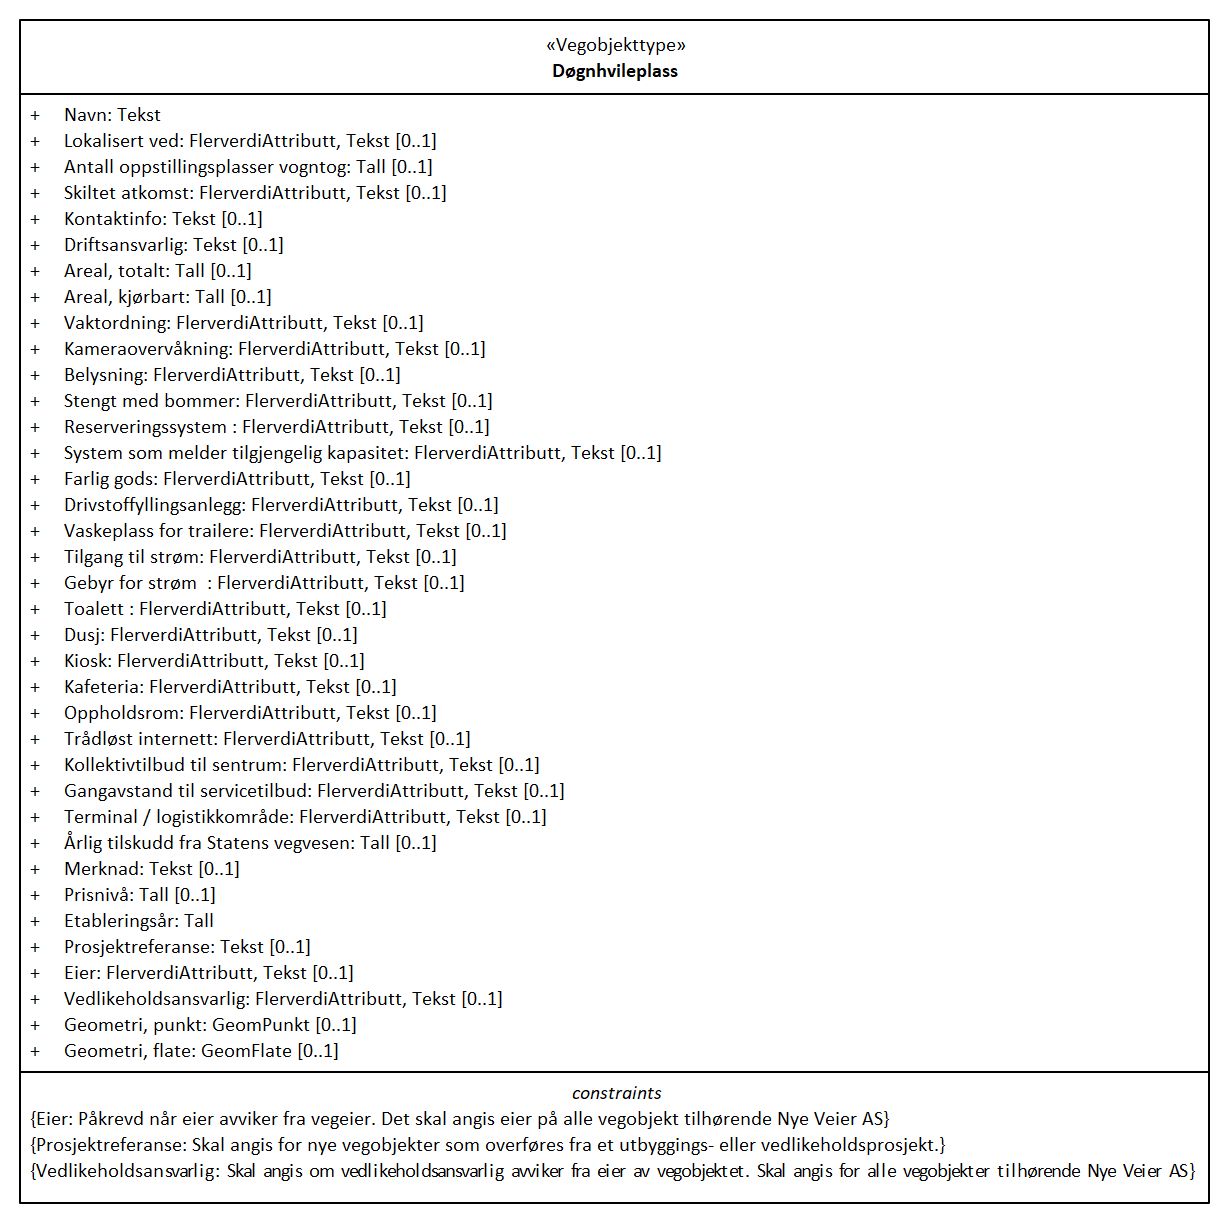 «Vegobjekttype»
Døgnhvileplass
+ Navn: Tekst
+ Lokalisert ved: FlerverdiAttributt, Tekst [0..1]
+ Antall oppstillingsplasser vogntog: Tall [0..1]
+ Skiltet atkomst: FlerverdiAttributt, Tekst [0..1]
+ Kontaktinfo: Tekst [0..1]
+ Driftsansvarlig: Tekst [0..1]
+ Areal, totalt: Tall [0..1]
+ Areal, kjørbart: Tall [0..1]
+ Vaktordning: FlerverdiAttributt, Tekst [0..1]
+ Kameraovervåkning: FlerverdiAttributt, Tekst [0..1]
+ Belysning: FlerverdiAttributt, Tekst [0..1]
+ Stengt med bommer: FlerverdiAttributt, Tekst [0..1]
+ Reserveringssystem : FlerverdiAttributt, Tekst [0..1]
+ System som melder tilgjengelig kapasitet: FlerverdiAttributt, Tekst [0..1]
+ Farlig gods: FlerverdiAttributt, Tekst [0..1]
+ Drivstoffyllingsanlegg: FlerverdiAttributt, Tekst [0..1]
+ Vaskeplass for trailere: FlerverdiAttributt, Tekst [0..1]
+ Tilgang til strøm: FlerverdiAttributt, Tekst [0..1]
+ Gebyr for strøm  : FlerverdiAttributt, Tekst [0..1]
+ Toalett : FlerverdiAttributt, Tekst [0..1]
+ Dusj: FlerverdiAttributt, Tekst [0..1]
+ Kiosk: FlerverdiAttributt, Tekst [0..1]
+ Kafeteria: FlerverdiAttributt, Tekst [0..1]
+ Oppholdsrom: FlerverdiAttributt, Tekst [0..1]
+ Trådløst internett: FlerverdiAttributt, Tekst [0..1]
+ Kollektivtilbud til sentrum: FlerverdiAttributt, Tekst [0..1]
+ Gangavstand til servicetilbud: FlerverdiAttributt, Tekst [0..1]
+ Terminal / logistikkområde: FlerverdiAttributt, Tekst [0..1]
+ Årlig tilskudd fra Statens vegvesen: Tall [0..1]
+ Merknad: Tekst [0..1]
+ Prisnivå: Tall [0..1]
+ Etableringsår: Tall
+ Prosjektreferanse: Tekst [0..1]
+ Eier: FlerverdiAttributt, Tekst [0..1]
+ Vedlikeholdsansvarlig: FlerverdiAttributt, Tekst [0..1]
+ Geometri, punkt: GeomPunkt [0..1]
+ Geometri, flate: GeomFlate [0..1]
constraints
{Eier: Påkrevd når eier avviker fra vegeier. Det skal angis eier på alle vegobjekt tilhørende Nye Veier AS}
{Prosjektreferanse: Skal angis for nye vegobjekter som overføres fra et utbyggings- eller vedlikeholdsprosjekt.}
{Vedlikeholdsansvarlig: Skal angis om vedlikeholdsansvarlig avviker fra eier av vegobjektet. Skal angis for alle vegobjekter tilhørende Nye Veier AS}